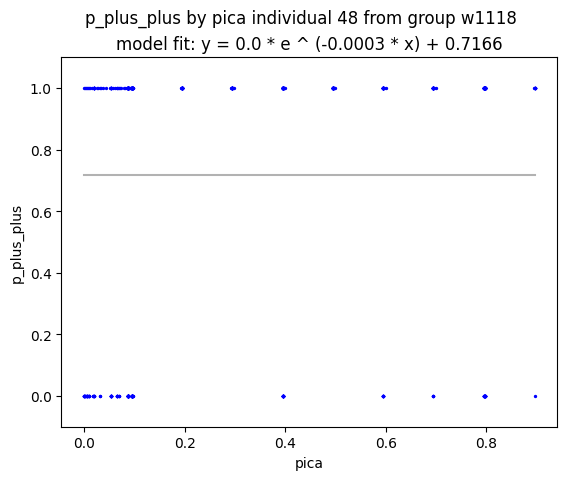 p_plus_plus by pica individual 48 from group w1118
model fit: y = 0.0 * e ^ (-0.0003 * x) + 0.7166
1.0
0.8
0.6
0.4
0.2
0.0
p_plus_plus
0.0 0.2 0.4 0.6 0.8
pica